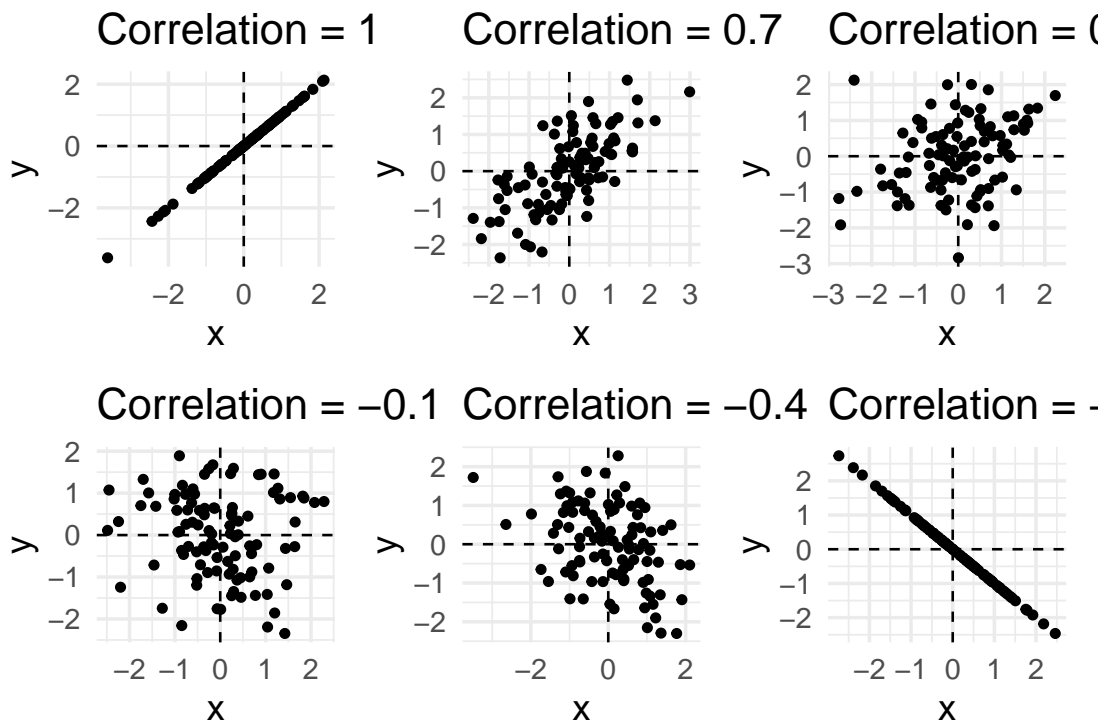 Correlation = 1
2
0
−2
y
−2 0 2
x
Correlation = 0.7
2
1
0
−1
−2
y
−2 −1 0 1 2 3
x
Correlation = 0
2
1
0
−1
−2
−3
y
−3 −2 −1 0 1 2
x
Correlation = −0.1
2
1
0
−1
−2
y
−2 −1 0 1 2
x
Correlation = −0.4
2
1
0
−1
−2
y
−2 0 2
x
Correlation = −
2
1
0
−1
−2
y
−2 −1 0 1 2
x